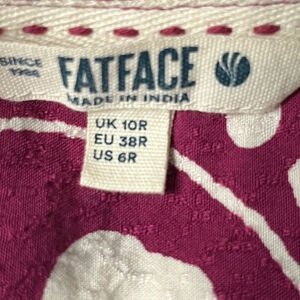 SINCE
1988
FATFACE
MADE IN INDIA
UK 10R
EU 38R
US 6R